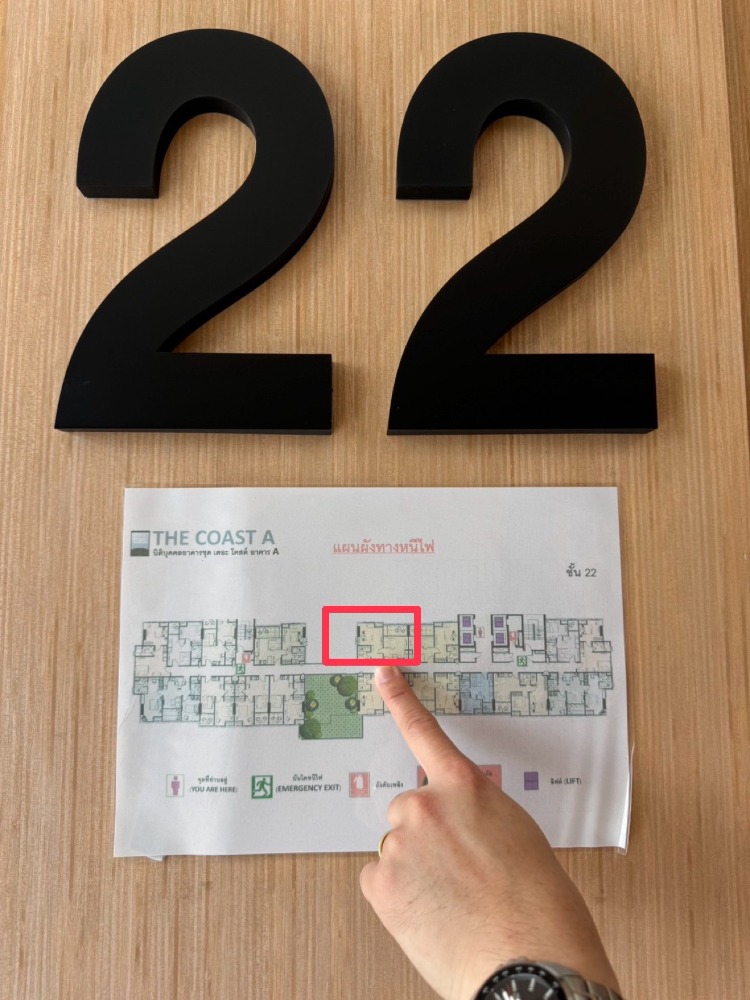 22
THE COAST A
นิติบุคคลอาคารชุด เดอะ โคสต์ อาคาร A
แผนผังทางหนีไฟ
ชั้น 22
จุดที่ท่านอยู่
(YOU ARE HERE)
บันไดหนีไฟ
(EMERGENCY EXIT)
ถังดับเพลิง
ลิฟต์ (LIFT)